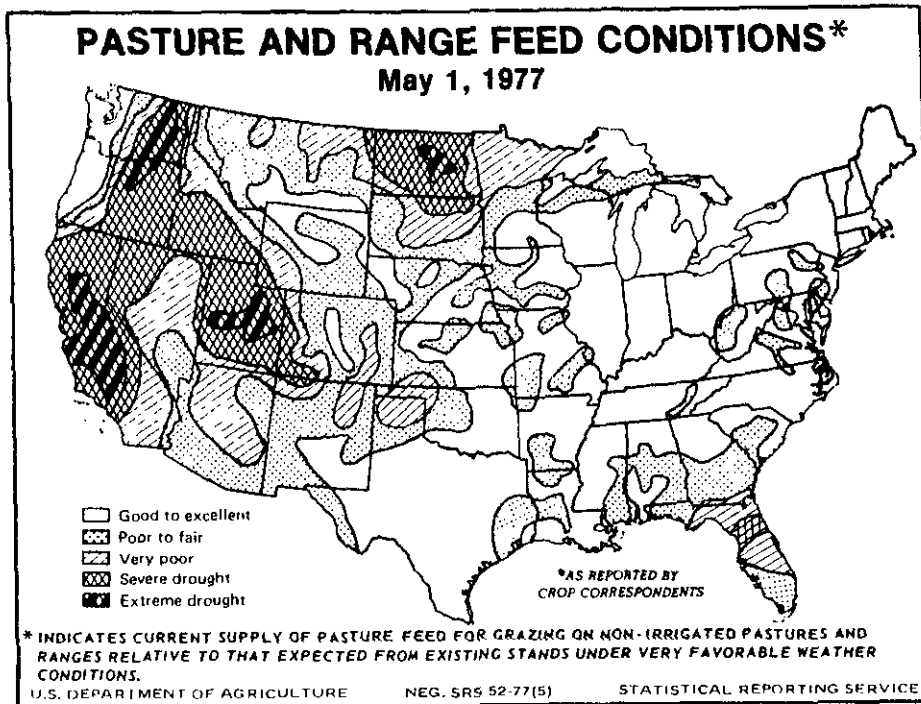 PASTURE AND RANGE FEED CONDITIONS*
May 1, 1977
Good to excellent
Poor to fair
Very poor
Severe drought
Extreme drought
*AS REPORTED BY
CROP CORRESPONDENTS
* INDICATES CURRENT SUPPLY OF PASTURE FEED FOR GRAZING ON NON-IRRIGATED PASTURES AND
RANGES RELATIVE TO THAT EXPECTED FROM EXISTING STANDS UNDER VERY FAVORABLE WEATHER
CONDITIONS.
U.S. DEPARTMENT OF AGRICULTURE NEG. SRS 52-77(5) STATISTICAL REPORTING SERVICE